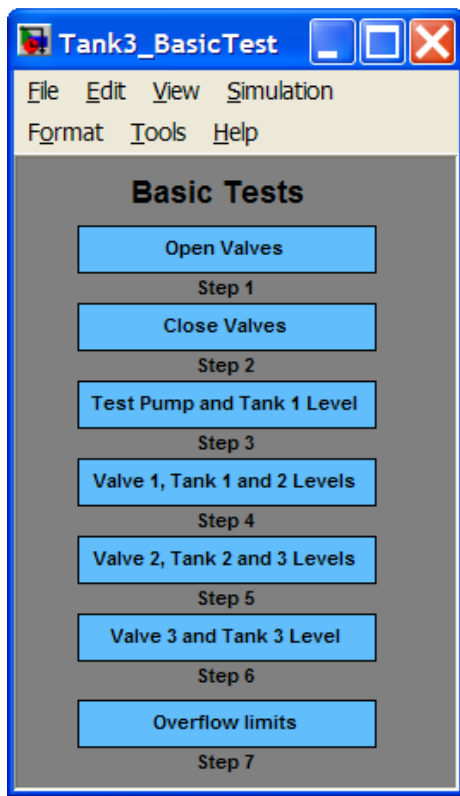 Tank3_BasicTest
File Edit View Simulation
Format Tools Help
Basic Tests
Open Valves
Step 1
Close Valves
Step 2
Test Pump and Tank 1 Level
Step 3
Valve 1, Tank 1 and 2 Levels
Step 4
Valve 2, Tank 2 and 3 Levels
Step 5
Valve 3 and Tank 3 Level
Step 6
Overflow limits
Step 7